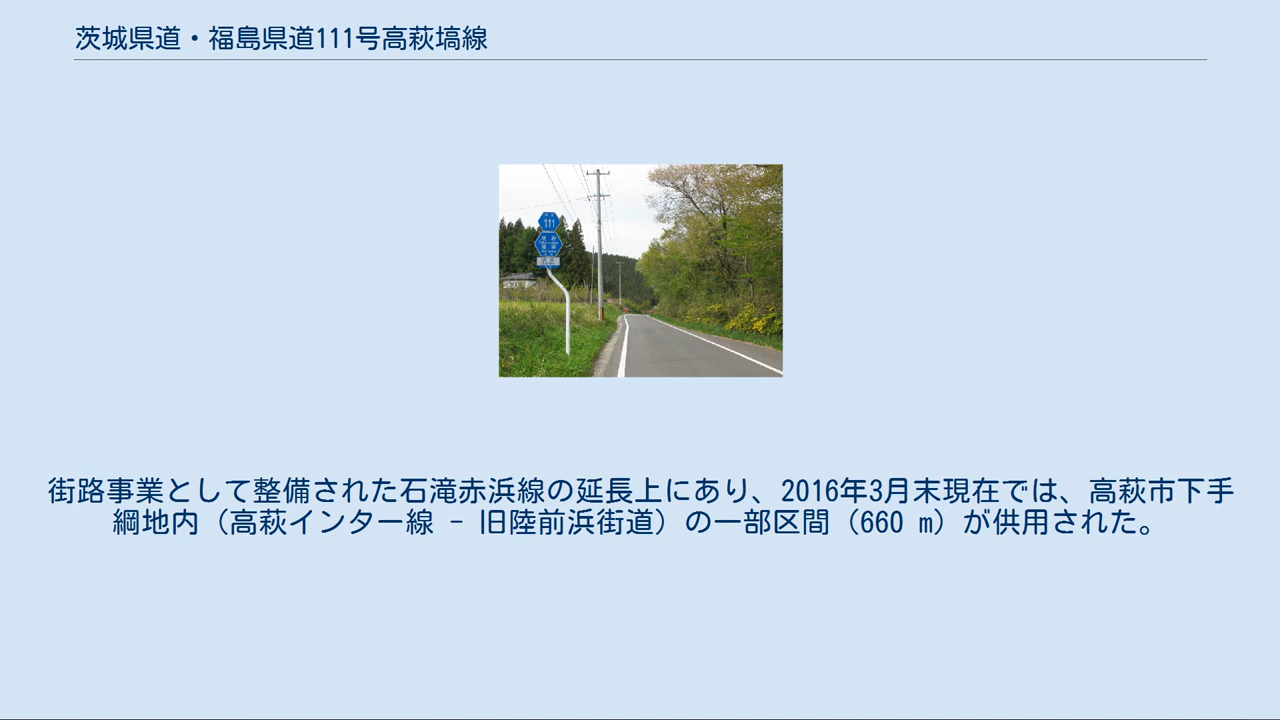 茨城県道・福島県道111号高萩塙線
111
街路事業として整備された石滝赤浜線の延長上にあり、2016年3月末現在では、高萩市下手
綱地内（高萩インター線 - 旧陸前浜街道）の一部区間（660 m）が供用された。